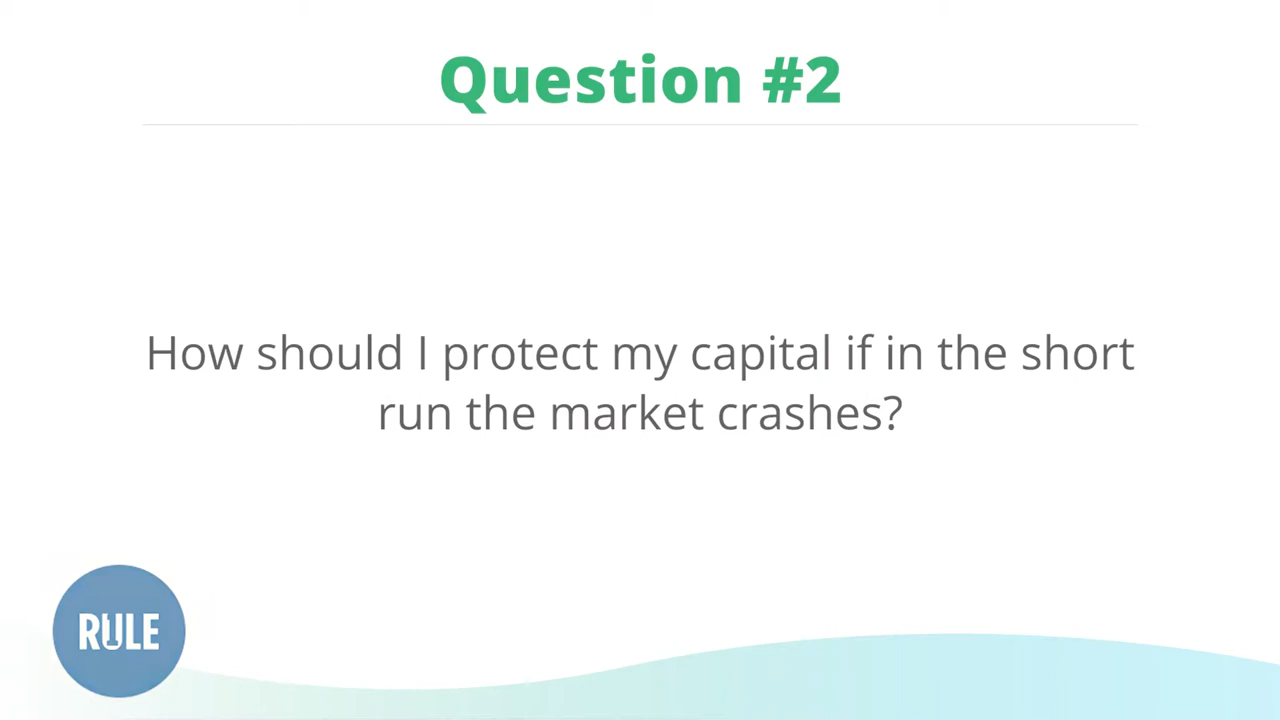 Question #2
How should I protect my capital if in the short
run the market crashes?
RULE